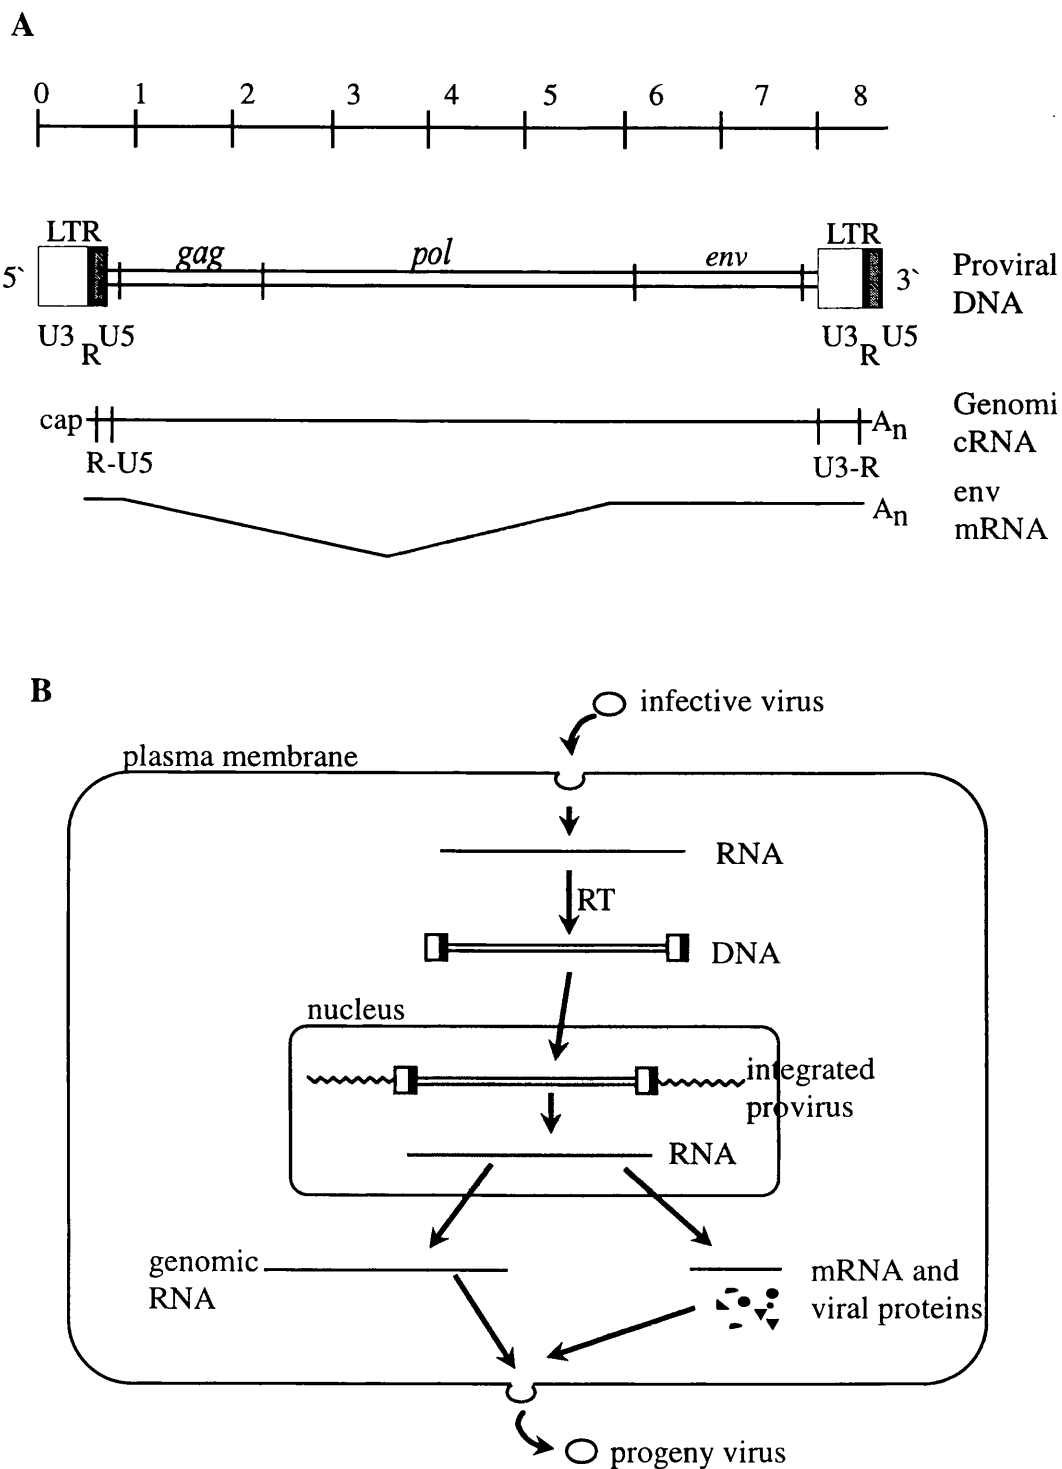 A
0 1 2 3 4 5 6 7 8
LTR gag pol env LTR
5` 3` Proviral
DNA
U3 R U5 U3 R U5
cap An Genomi
cRNA
R-U5 U3-R
env
An mRNA
B
infective virus
plasma membrane
RNA
RT
DNA
nucleus
integrated
provirus
RNA
genomic
RNA
mRNA and
viral proteins
progeny virus